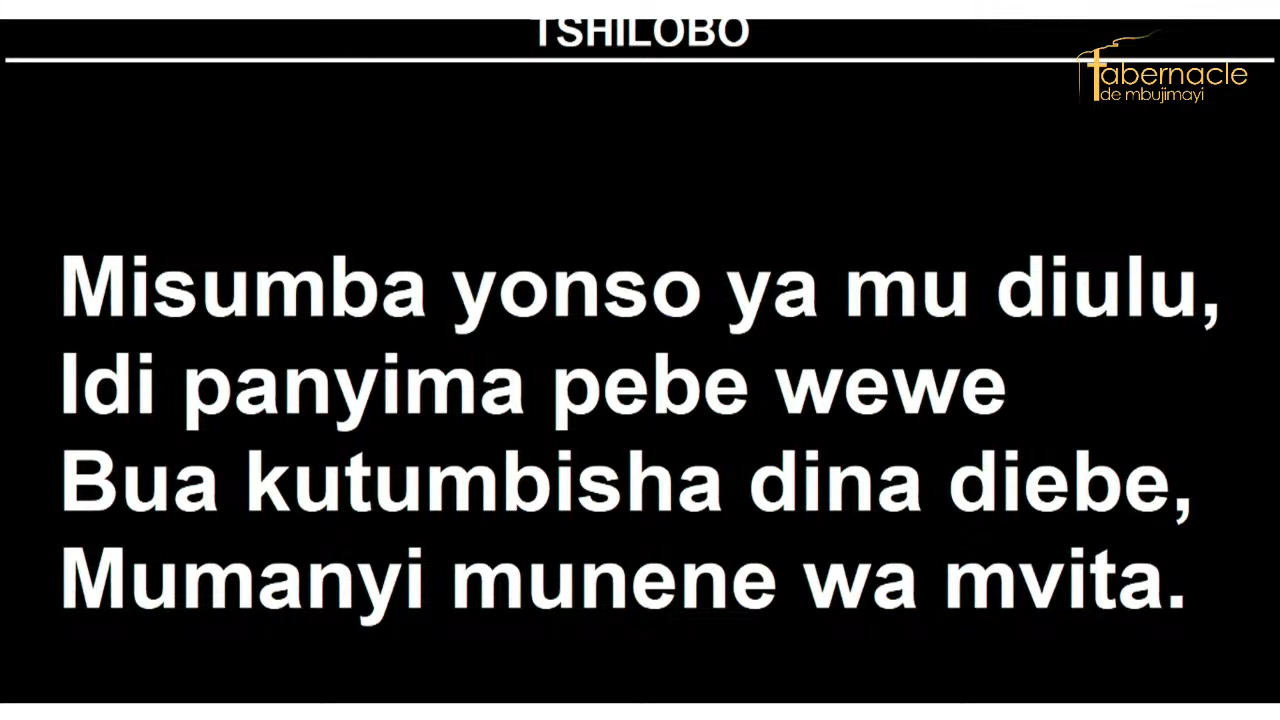 TSHILOBO
tabernacle
de mbujimayi
Misumba yonso ya mu diulu,
Idi panyima pebe wewe
Bua kutumbisha dina diebe,
Mumanyi munene wa mvita.